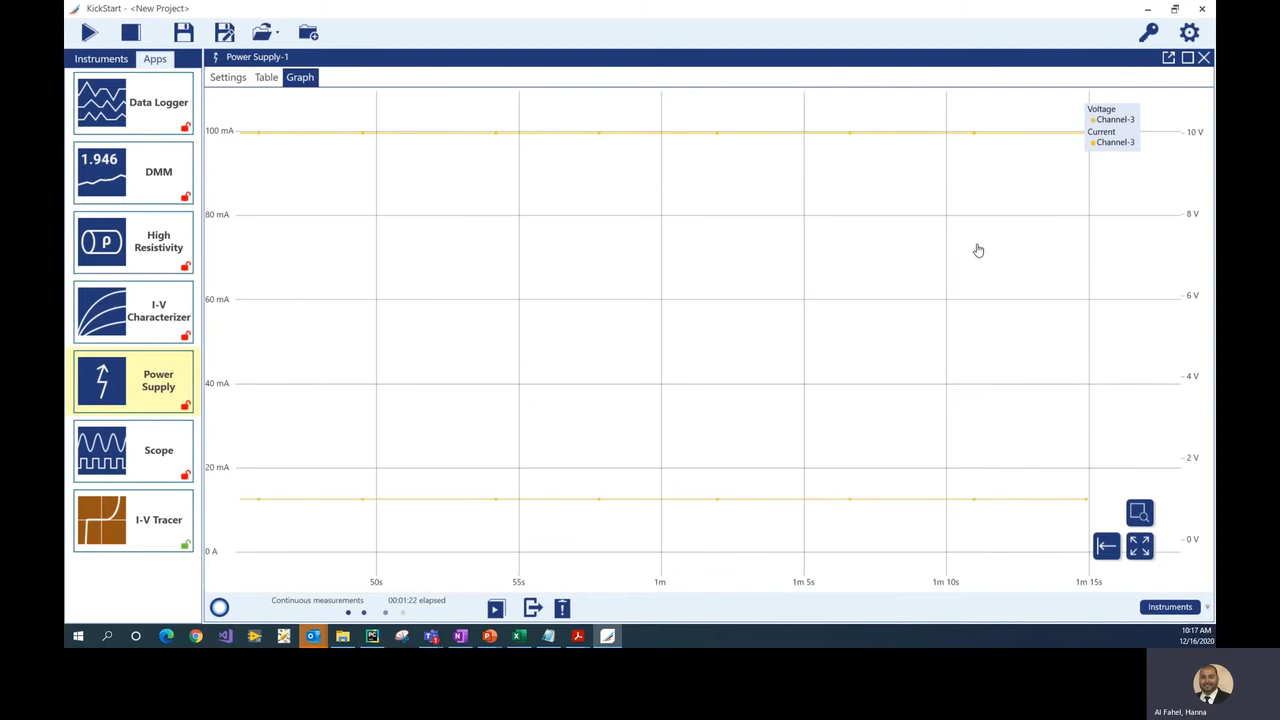 KickStart - <New Project>
Instruments
Apps
Power Supply-1
Settings
Table
Graph
Data Logger
1.946
DMM
ρ
High
Resistivity
I-V
Characterizer
Power
Supply
Scope
I-V Tracer
100 mA
80 mA
60 mA
40 mA
20 mA
0 A
Voltage
Channel-3
Current
Channel-3
10 V
8 V
6 V
4 V
2 V
0 V
50s
55s
1m
1m 5s
1m 10s
1m 15s
Continuous measurements
00:01:22 elapsed
Instruments
10:17 AM
12/16/2020
Al Fahel, Hanna